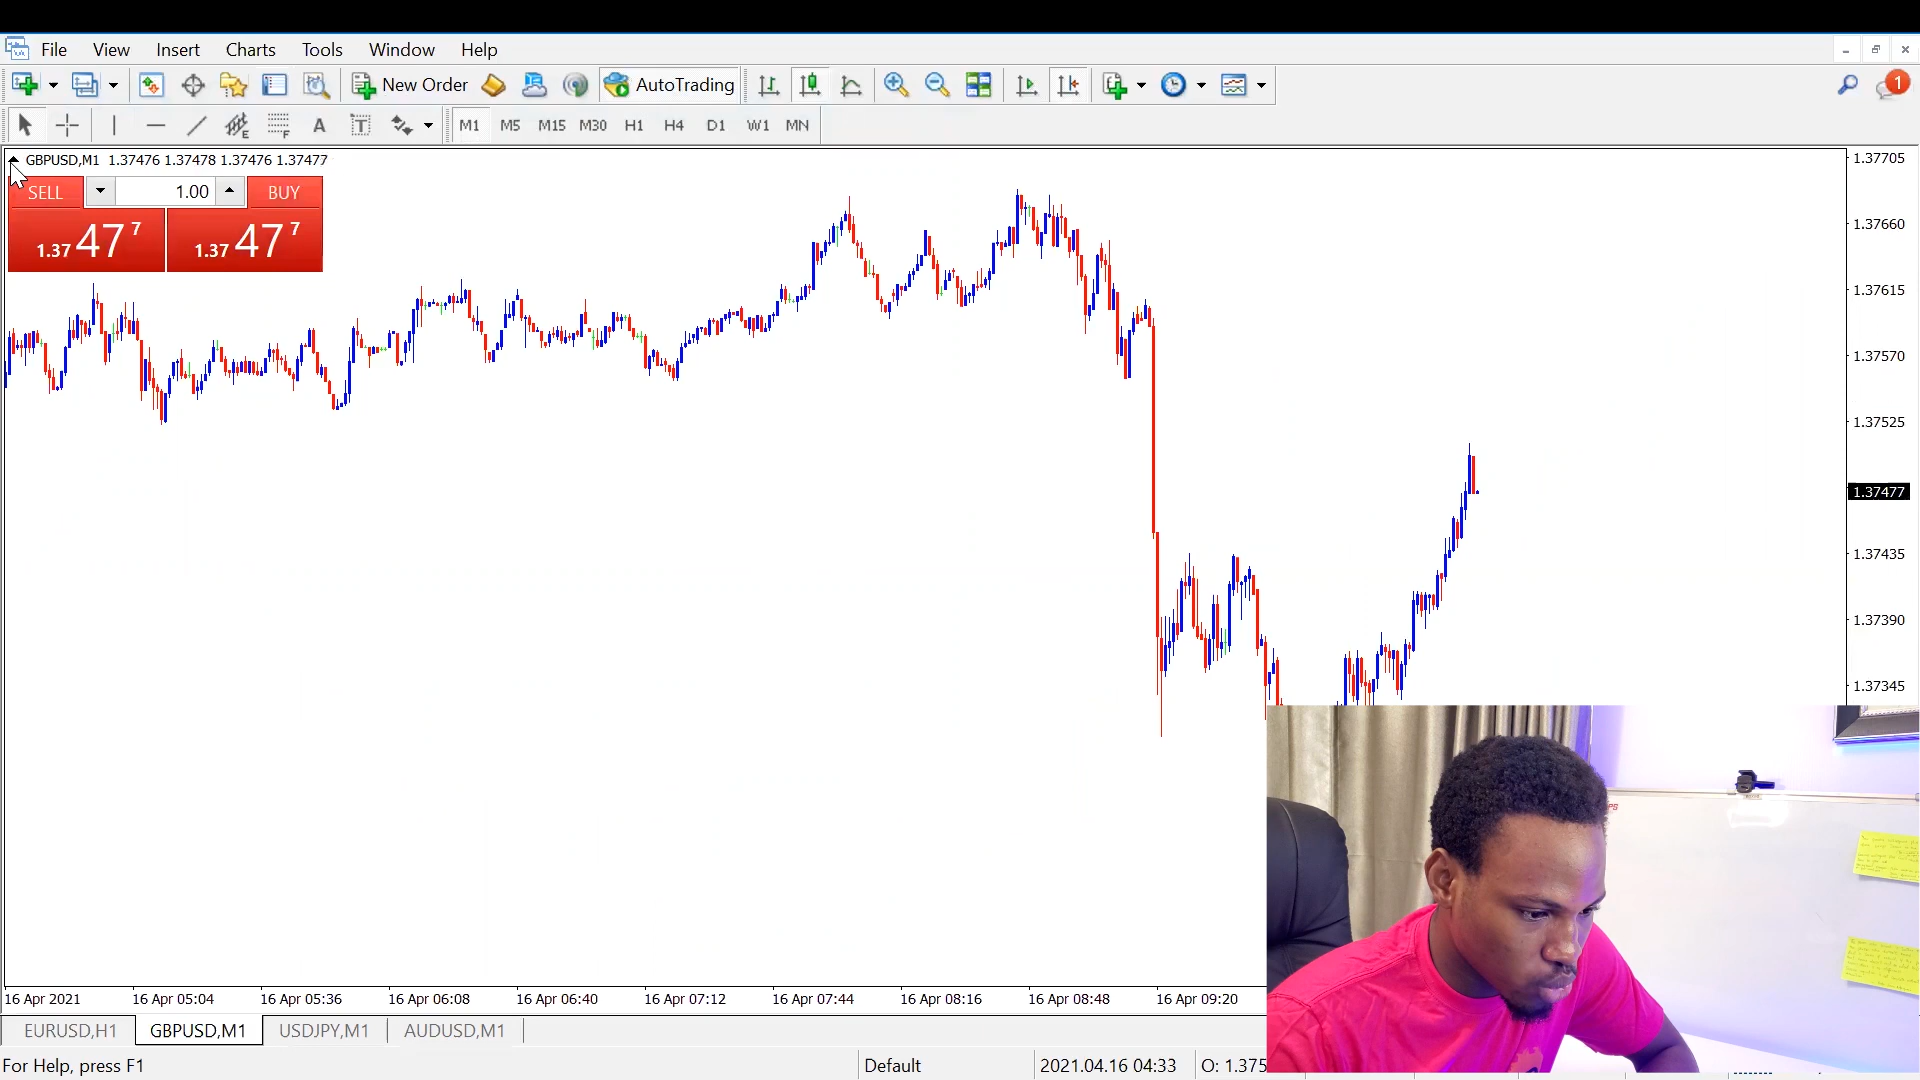 File View Insert Charts Tools Window Help
New Order AutoTrading 1
A T M1 M5 M15 M30 H1 H4 D1 W1 MN
GBPUSD,M1 1.37476 1.37478 1.37476 1.37477
SELL 1.00 BUY
1.37 47 7 1.37 47 7
1.37705
1.37660
1.37615
1.37570
1.37525
1.37477
1.37435
1.37390
1.37345
16 Apr 2021 16 Apr 05:04 16 Apr 05:36 16 Apr 06:08 16 Apr 06:40 16 Apr 07:12 16 Apr 07:44 16 Apr 08:16 16 Apr 08:48 16 Apr 09:20
EURUSD,H1 GBPUSD,M1 USDJPY,M1 AUDUSD,M1
For Help, press F1 Default 2021.04.16 04:33 O: 1.375